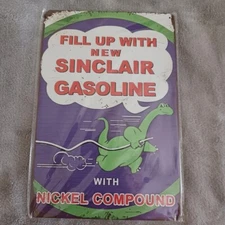 FILL UP WITH
NEW
SINCLAIR
GASOLINE
WITH
NICKEL COMPOUND